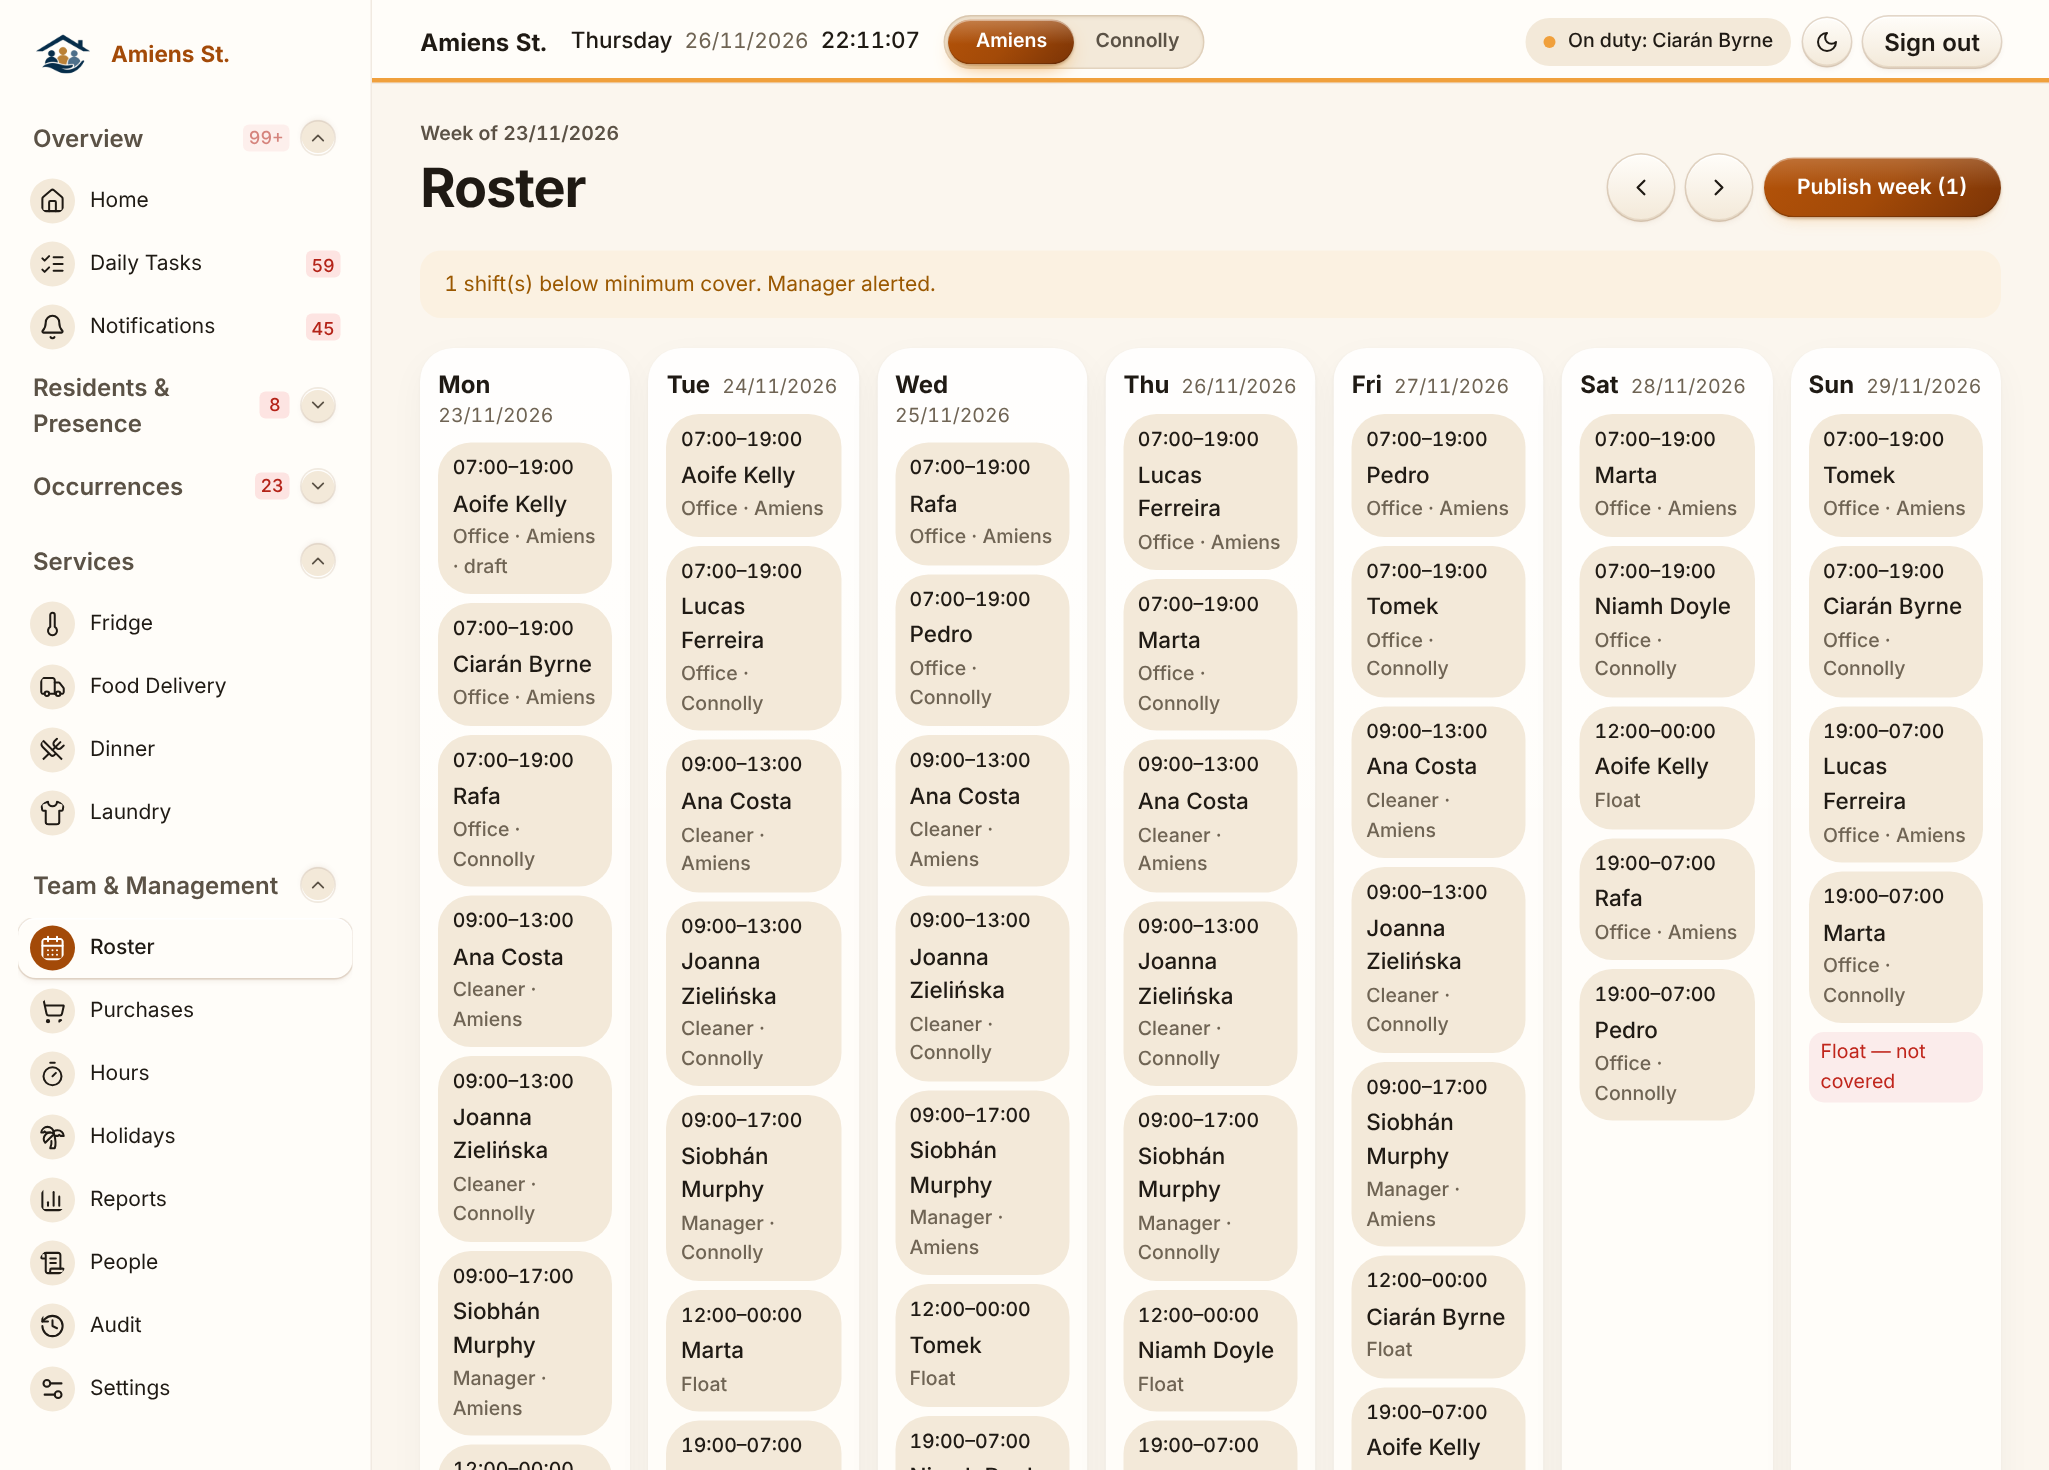 Amiens St.
Overview 99+
Home
Daily Tasks 59
Notifications 45
Residents & Presence 8
Occurrences 23
Services
Fridge
Food Delivery
Dinner
Laundry
Team & Management
Roster
Purchases
Hours
Holidays
Reports
People
Audit
Settings
Amiens St. Thursday 26/11/2026 22:11:07 Amiens Connolly On duty: Ciarán Byrne Sign out
Week of 23/11/2026
Roster
Publish week (1)
1 shift(s) below minimum cover. Manager alerted.
Mon
23/11/2026
07:00–19:00
Aoife Kelly
Office · Amiens
· draft
07:00–19:00
Ciarán Byrne
Office · Amiens
07:00–19:00
Rafa
Office ·
Connolly
09:00–13:00
Ana Costa
Cleaner ·
Amiens
09:00–13:00
Joanna
Zielińska
Cleaner ·
Connolly
09:00–17:00
Siobhán
Murphy
Manager ·
Amiens
12:00–00:00
Tue 24/11/2026
07:00–19:00
Aoife Kelly
Office · Amiens
07:00–19:00
Lucas
Ferreira
Office ·
Connolly
09:00–13:00
Ana Costa
Cleaner ·
Amiens
09:00–13:00
Joanna
Zielińska
Cleaner ·
Connolly
09:00–17:00
Siobhán
Murphy
Manager ·
Connolly
12:00–00:00
Marta
Float
19:00–07:00
Wed
25/11/2026
07:00–19:00
Rafa
Office · Amiens
07:00–19:00
Pedro
Office ·
Connolly
09:00–13:00
Ana Costa
Cleaner ·
Amiens
09:00–13:00
Joanna
Zielińska
Cleaner ·
Connolly
09:00–17:00
Siobhán
Murphy
Manager ·
Amiens
12:00–00:00
Tomek
Float
19:00–07:00
Thu 26/11/2026
07:00–19:00
Lucas
Ferreira
Office · Amiens
07:00–19:00
Marta
Office ·
Connolly
09:00–13:00
Ana Costa
Cleaner ·
Amiens
09:00–13:00
Joanna
Zielińska
Cleaner ·
Connolly
09:00–17:00
Siobhán
Murphy
Manager ·
Connolly
12:00–00:00
Niamh Doyle
Float
19:00–07:00
Fri 27/11/2026
07:00–19:00
Pedro
Office · Amiens
07:00–19:00
Tomek
Office ·
Connolly
09:00–13:00
Ana Costa
Cleaner ·
Amiens
09:00–13:00
Joanna
Zielińska
Cleaner ·
Connolly
09:00–17:00
Siobhán
Murphy
Manager ·
Amiens
12:00–00:00
Ciarán Byrne
Float
19:00–07:00
Aoife Kelly
Sat 28/11/2026
07:00–19:00
Marta
Office · Amiens
07:00–19:00
Niamh Doyle
Office ·
Connolly
12:00–00:00
Aoife Kelly
Float
19:00–07:00
Rafa
Office · Amiens
19:00–07:00
Pedro
Office ·
Connolly
Sun 29/11/2026
07:00–19:00
Tomek
Office · Amiens
07:00–19:00
Ciarán Byrne
Office ·
Connolly
19:00–07:00
Lucas
Ferreira
Office · Amiens
19:00–07:00
Marta
Office ·
Connolly
Float — not
covered